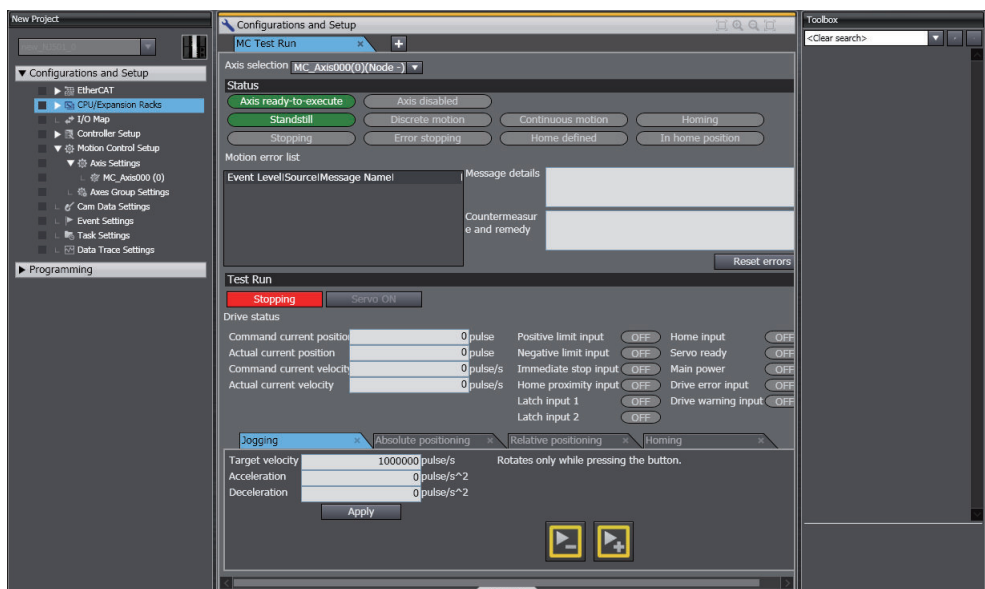 New Project
Configurations and Setup
EtherCAT
CPU/Expansion Racks
I/O Map
Controller Setup
Motion Control Setup
Axis Settings
MC_Axis000 (0)
Axes Group Settings
Cam Data Settings
Event Settings
Task Settings
Data Trace Settings
Programming
Configurations and Setup
MC Test Run
Axis selection MC_Axis000(0)(Node -)
Status
Axis ready-to-execute Axis disabled
Standstill Discrete motion Continuous motion Homing
Stopping Error stopping Home defined In home position
Motion error list
Event Level|Source|Message Name| | Message details
Countermeasur
e and remedy
Reset errors
Test Run
Stopping Servo ON
Drive status
Command current positio 0 pulse Positive limit input OFF Home input OFF
Actual current position 0 pulse Negative limit input OFF Servo ready OFF
Command current velocit 0 pulse/s Immediate stop input OFF Main power OFF
Actual current velocity 0 pulse/s Home proximity input OFF Drive error input OFF
Latch input 1 OFF Drive warning input OFF
Latch input 2 OFF
Jogging Absolute positioning Relative positioning Homing
Target velocity 1000000 pulse/s Rotates only while pressing the button.
Acceleration 0 pulse/s^2
Deceleration 0 pulse/s^2
Apply
Toolbox
<Clear search>